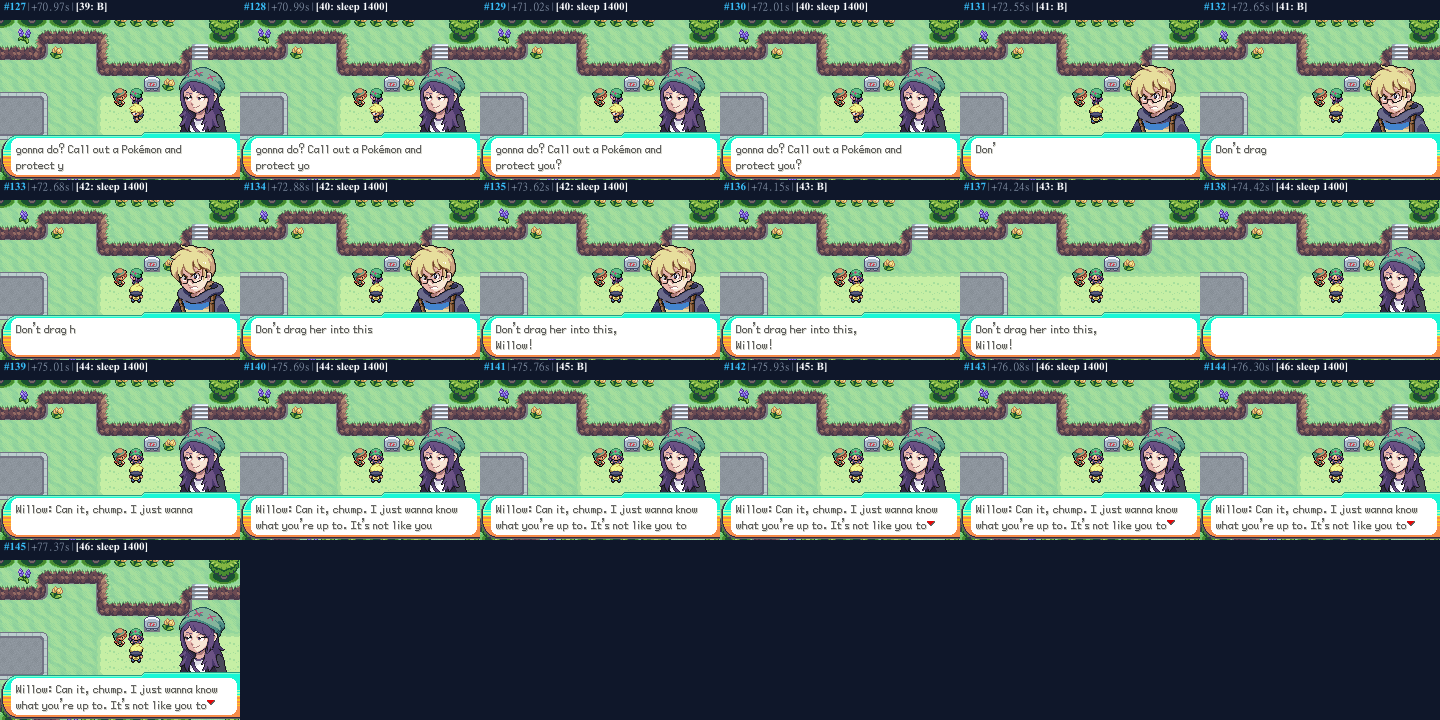 #127|+70.97s|[39: B]
gonna do? Call out a Pokémon and
protect y
#128|+70.99s|[40: sleep 1400]
gonna do? Call out a Pokémon and
protect yo
#129|+71.02s|[40: sleep 1400]
gonna do? Call out a Pokémon and
protect you?
#130|+72.01s|[40: sleep 1400]
gonna do? Call out a Pokémon and
protect you?
#131|+72.55s|[41: B]
Don'
#132|+72.65s|[41: B]
Don't drag
#133|+72.68s|[42: sleep 1400]
Don't drag h
#134|+72.88s|[42: sleep 1400]
Don't drag her into this
#135|+73.62s|[42: sleep 1400]
Don't drag her into this,
Willow!
#136|+74.15s|[43: B]
Don't drag her into this,
Willow!
#137|+74.24s|[43: B]
Don't drag her into this,
Willow!
#138|+74.42s|[44: sleep 1400]
#139|+75.01s|[44: sleep 1400]
Willow: Can it, chump. I just wanna
#140|+75.69s|[44: sleep 1400]
Willow: Can it, chump. I just wanna know
what you're up to. It's not like you
#141|+75.76s|[45: B]
Willow: Can it, chump. I just wanna know
what you're up to. It's not like you to
#142|+75.93s|[45: B]
Willow: Can it, chump. I just wanna know
what you're up to. It's not like you to
#143|+76.08s|[46: sleep 1400]
Willow: Can it, chump. I just wanna know
what you're up to. It's not like you to
#144|+76.30s|[46: sleep 1400]
Willow: Can it, chump. I just wanna know
what you're up to. It's not like you to
#145|+77.37s|[46: sleep 1400]
Willow: Can it, chump. I just wanna know
what you're up to. It's not like you to